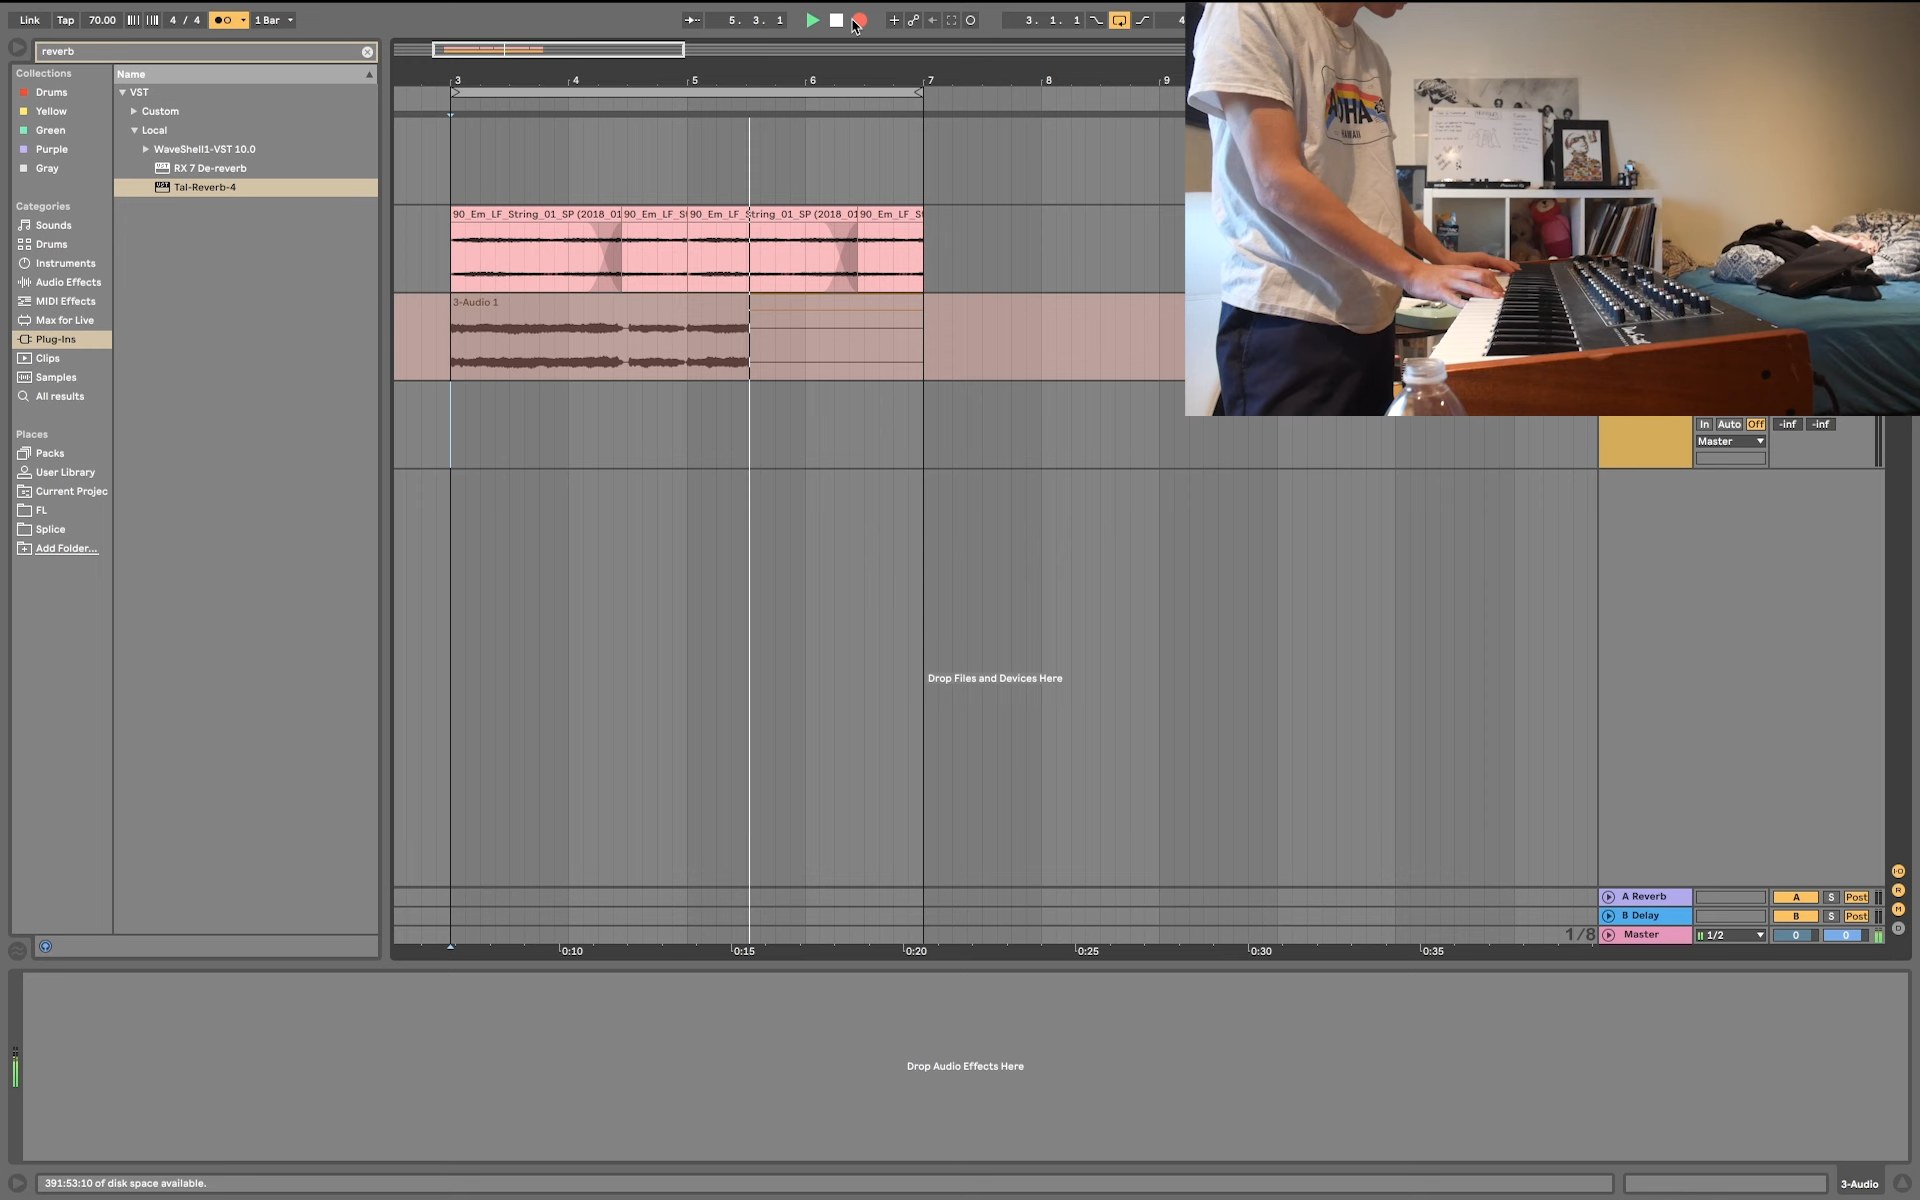 Link Tap 70.00 4 / 4 1 Bar 5. 3. 1 3. 1. 1 4
reverb
Collections
Drums
Yellow
Green
Purple
Gray
Categories
Sounds
Drums
Instruments
Audio Effects
MIDI Effects
Max for Live
Plug-Ins
Clips
Samples
All results
Places
Packs
User Library
Current Projec
FL
Splice
Add Folder...
Name
VST
Custom
Local
WaveShell1-VST 10.0
RX 7 De-reverb
Tal-Reverb-4
3 4 5 6 7 8 9
90_Em_LF_String_01_SP (2018_01 90_Em_LF_St 90_Em_LF_String_01_SP (2018_01 90_Em_LF_St
3-Audio 1
ALOHA
HAWAII
In Auto Off -inf -inf
Master
Drop Files and Devices Here
A Reverb A S Post
B Delay B S Post
1/8 Master 1/2 0 0
I·O
R
M
D
0:10 0:15 0:20 0:25 0:30 0:35
Drop Audio Effects Here
391:53:10 of disk space available.
3-Audio